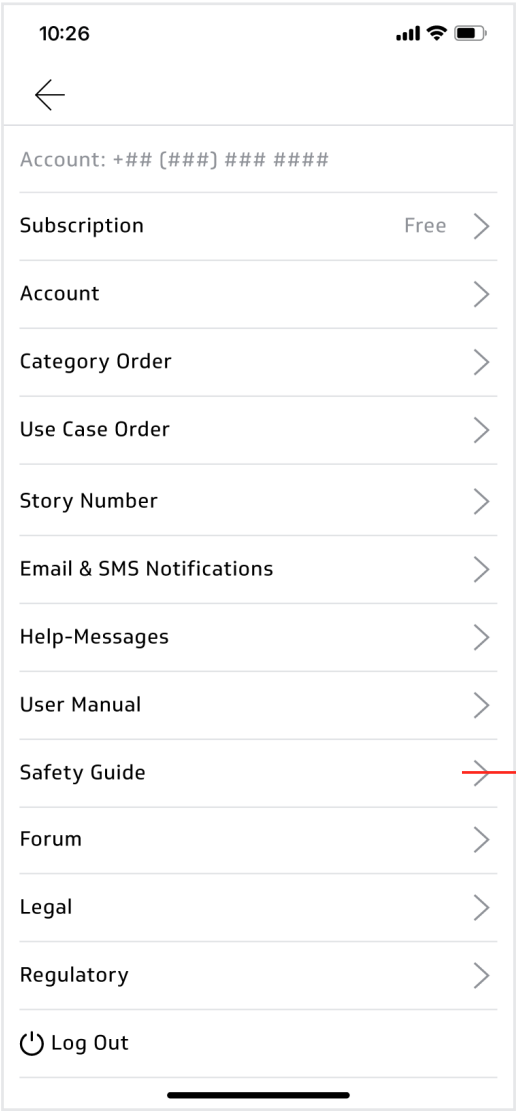 10:26
Account: +## (###) ### ####
Subscription Free
Account
Category Order
Use Case Order
Story Number
Email & SMS Notifications
Help-Messages
User Manual
Safety Guide
Forum
Legal
Regulatory
Log Out